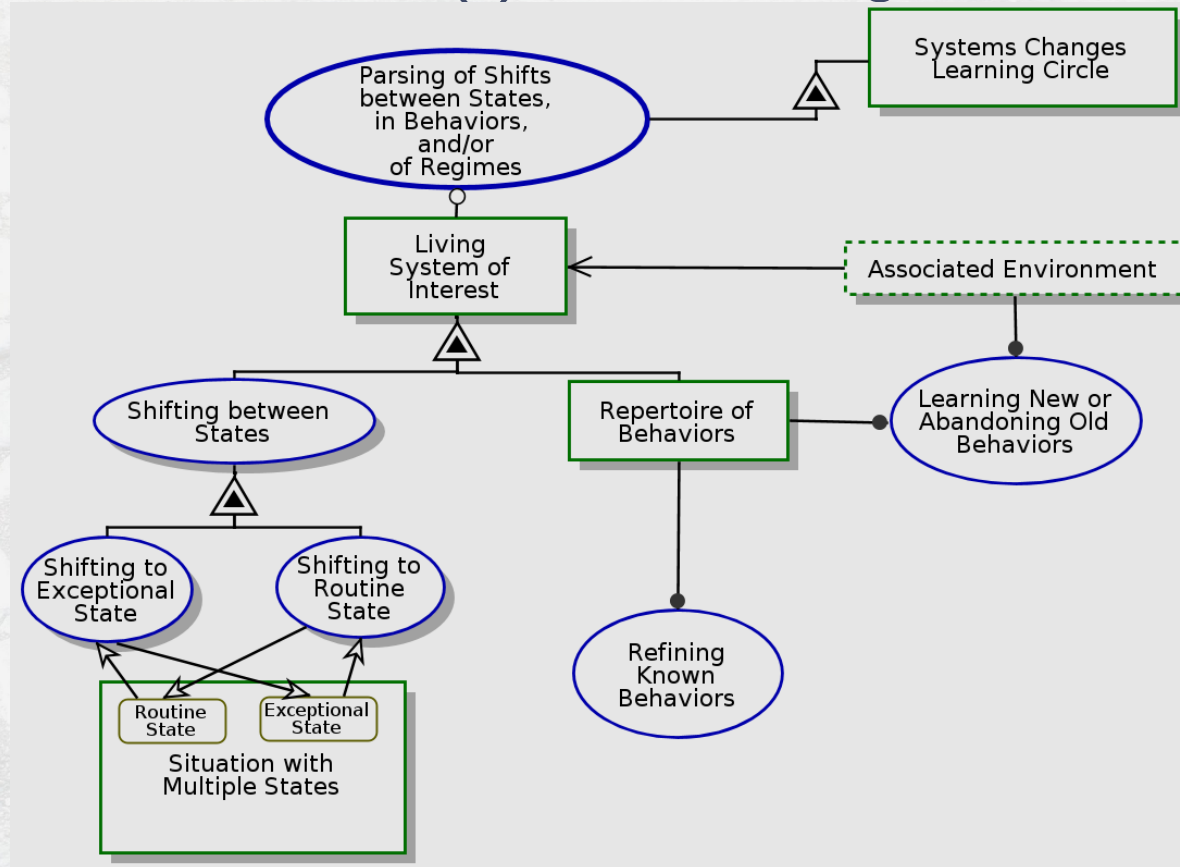 Systems Changes
Learning Circle
Parsing of Shifts
between States,
in Behaviors,
and/or
of Regimes
Living
System of
Interest
Associated Environment
Shifting between
States
Repertoire of
Behaviors
Learning New or
Abandoning Old
Behaviors
Shifting to
Exceptional
State
Shifting to
Routine
State
Refining
Known
Behaviors
Routine
State
Exceptional
State
Situation with
Multiple States